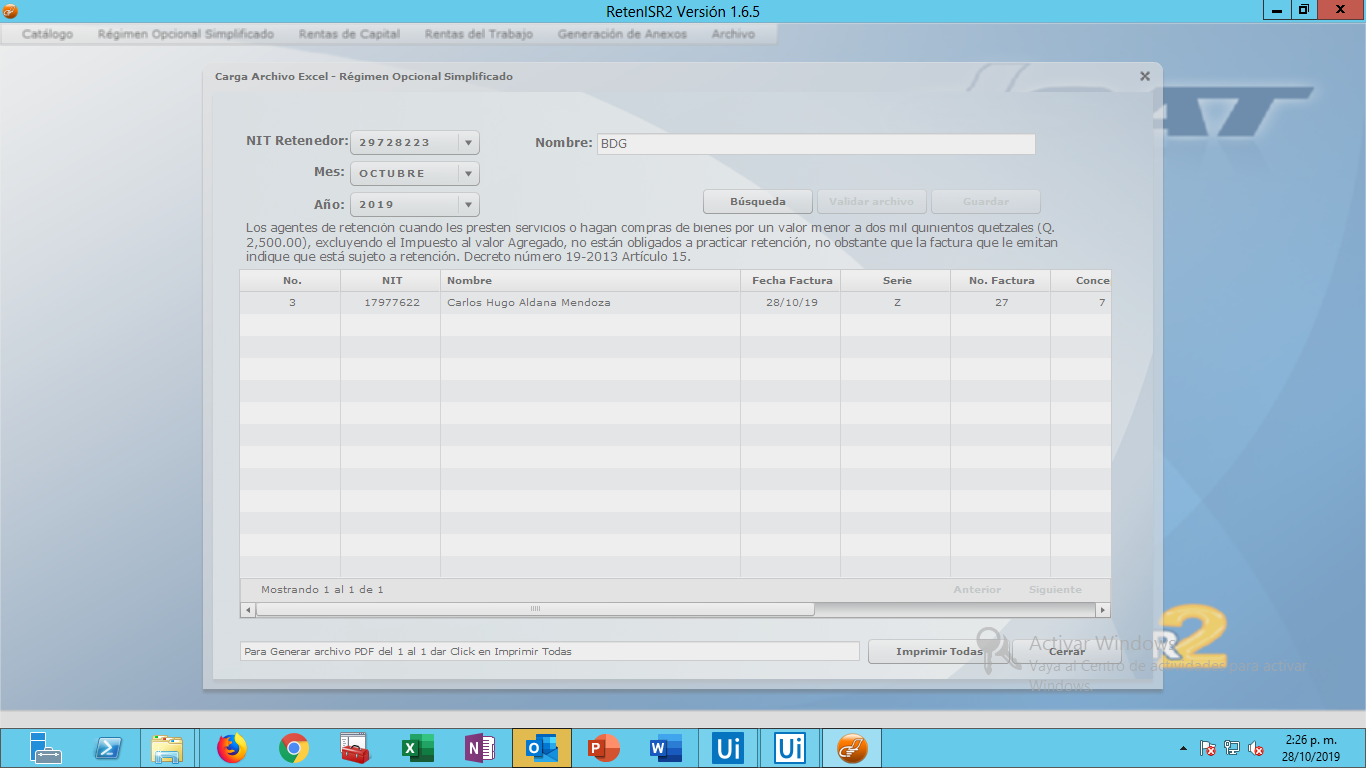 RetenISR2 Versión 1.6.5
Catálogo Régimen Opcional Simplificado Rentas de Capital Rentas del Trabajo Generación de Anexos Archivo
Carga Archivo Excel - Régimen Opcional Simplificado
NIT Retenedor: 29728223 Nombre: BDG
Mes: OCTUBRE
Año: 2019 Búsqueda Validar archivo Guardar
Los agentes de retención cuando les presten servicios o hagan compras de bienes por un valor menor a dos mil quinientos quetzales (Q.
2,500.00), excluyendo el Impuesto al valor Agregado, no están obligados a practicar retención, no obstante que la factura que le emitan
indique que está sujeto a retención. Decreto número 19-2013 Artículo 15.
No. NIT Nombre Fecha Factura Serie No. Factura Conce
3 17977622 Carlos Hugo Aldana Mendoza 28/10/19 Z 27 7
Mostrando 1 al 1 de 1 Anterior Siguiente
Para Generar archivo PDF del 1 al 1 dar Click en Imprimir Todas Imprimir Todas Cerrar
Activar Windows
Vaya al Centro de actividades para activar
Windows.
R2
2:26 p. m.
28/10/2019